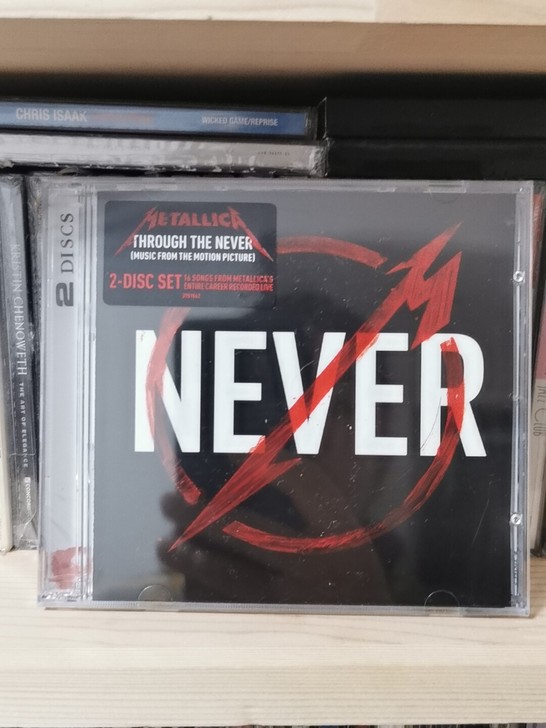 CHRIS ISAAK
WICKED GAME/REPRISE
2 DISCS
METALLICA
THROUGH THE NEVER
(MUSIC FROM THE MOTION PICTURE)
2-DISC SET 16 SONGS FROM METALLICA'S
ENTIRE CAREER RECORDED LIVE
NEVER
KRISTIN CHENOWETH THE ART OF ELEGANCE
CONCORD